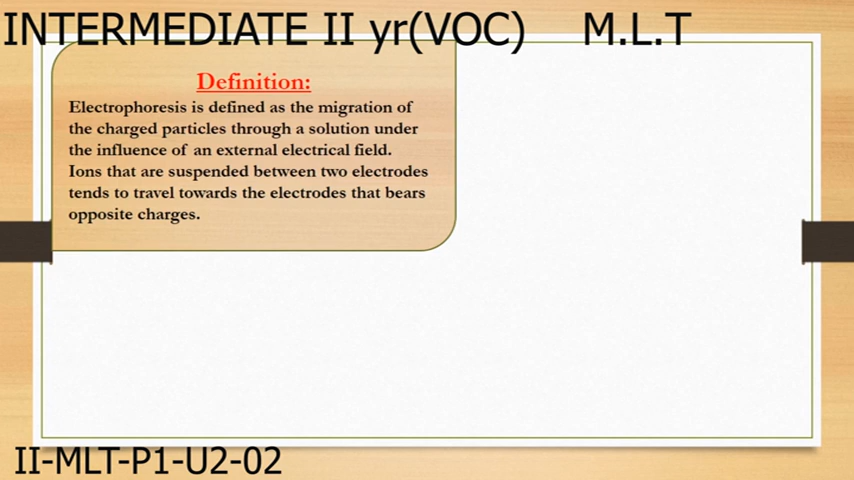 INTERMEDIATE II yr(VOC) M.L.T
Definition:
Electrophoresis is defined as the migration of
the charged particles through a solution under
the influence of an external electrical field.
Ions that are suspended between two electrodes
tends to travel towards the electrodes that bears
opposite charges.
II-MLT-P1-U2-02